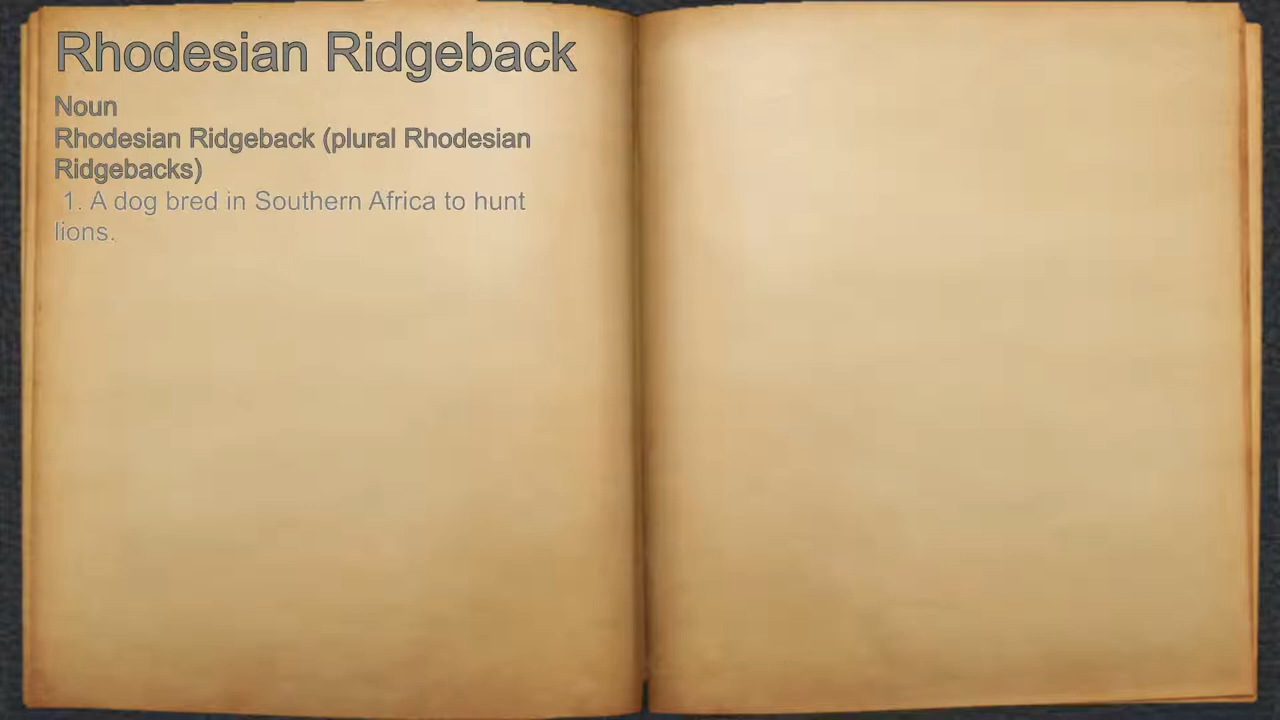 Rhodesian Ridgeback
Noun
Rhodesian Ridgeback (plural Rhodesian
Ridgebacks)
1. A dog bred in Southern Africa to hunt
lions.